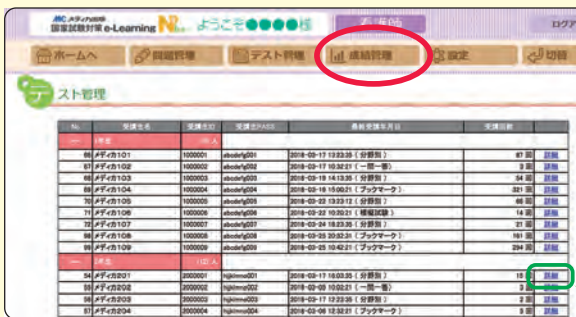 MC メディカ出版
国家試験対策 e-Learning ようこそ●●●●様 看護師 ログア
ホームへ 問題管理 テスト管理 成績管理 設定 切替
テスト管理
No. 受講生名 受講生ID 受講生PASS 最終受講年月日 受講回数
1年生
66 メディカ101 1000001 abcdefg001 2018-03-17 13:23:35 ( 分野別 ) 67 回 詳細
67 メディカ102 1000002 abcdefg002 2018-03-17 10:32:21 ( 一問一答 ) 3 回 詳細
68 メディカ103 1000003 abcdefg003 2018-03-19 14:13:35 ( 分野別 ) 54 回 詳細
69 メディカ104 1000004 abcdefg004 2018-03-18 15:00:21 ( ブックマーク ) 321 回 詳細
70 メディカ105 1000005 abcdefg005 2018-03-22 13:23:12 ( 分野別 ) 66 回 詳細
71 メディカ106 1000006 abcdefg006 2018-03-22 10:20:21 ( 模擬試験 ) 14 回 詳細
72 メディカ107 1000007 abcdefg007 2018-03-24 18:23:35 ( 分野別 ) 3 回 詳細
98 メディカ108 1000008 abcdefg008 2018-03-25 20:32:31 ( ブックマーク ) 161 回 詳細
99 メディカ109 1000009 abcdefg009 2018-03-25 10:42:21 ( ブックマーク ) 294 回 詳細
2年生
54 メディカ201 2000001 hijklmno001 2018-03-17 16:03:35 ( 分野別 ) 15 回 詳細
55 メディカ202 2000002 hijklmno002 2018-03-05 10:02:21 ( 一問一答 ) 3 回 詳細
56 メディカ203 2000003 hijklmno003 2018-03-17 12:23:35 ( 分野別 ) 2 回 詳細
57 メディカ204 2000004 hijklmno004 2018-03-06 12:32:21 ( ブックマーク ) 3 回 詳細